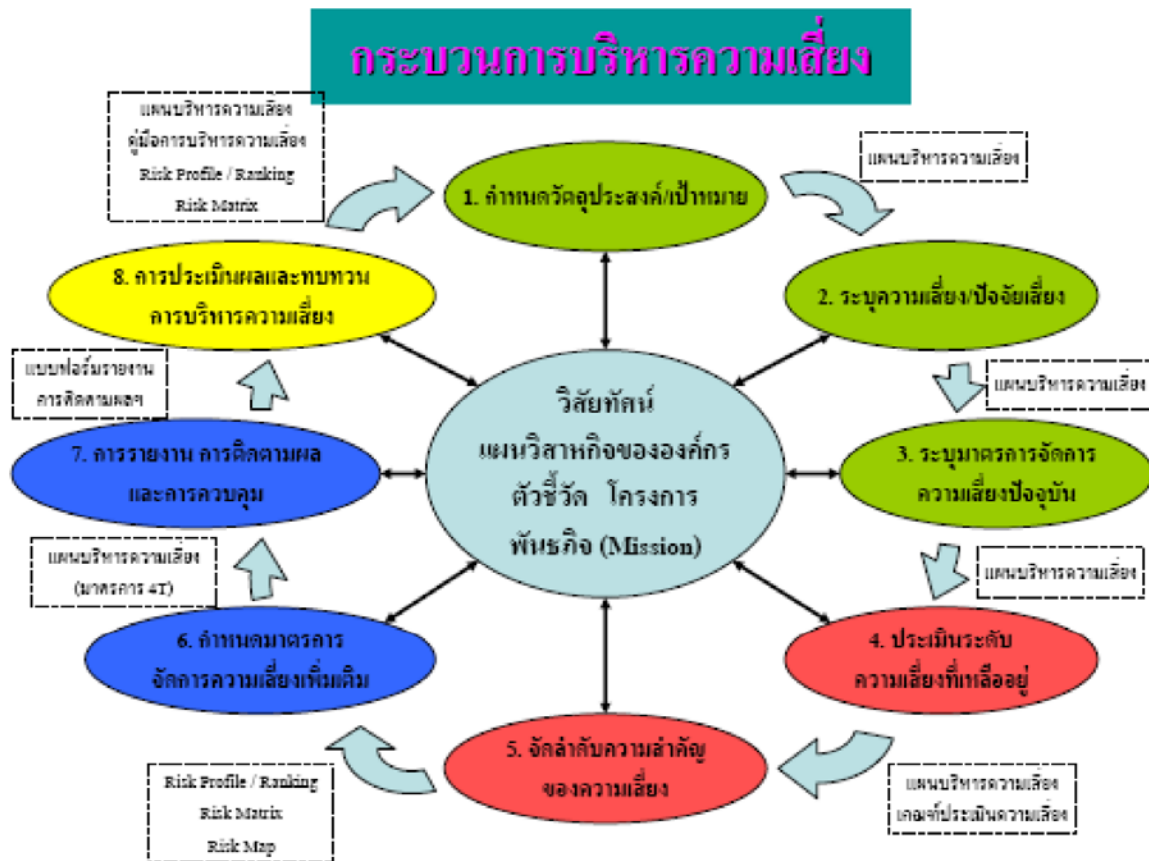 กระบวนการบริหารความเสี่ยง
แผนบริหารความเสี่ยง
คู่มือการบริหารความเสี่ยง
Risk Profile / Ranking
Risk Matrix
1. กำหนดวัตถุประสงค์/เป้าหมาย
แผนบริหารความเสี่ยง
2. ระบุความเสี่ยง/ปัจจัยเสี่ยง
แผนบริหารความเสี่ยง
3. ระบุมาตรการจัดการ
ความเสี่ยงปัจจุบัน
แผนบริหารความเสี่ยง
4. ประเมินระดับ
ความเสี่ยงที่เหลืออยู่
แผนบริหารความเสี่ยง
เกณฑ์ประเมินความเสี่ยง
5. จัดลำดับความสำคัญ
ของความเสี่ยง
Risk Profile / Ranking
Risk Matrix
Risk Map
6. กำหนดมาตรการ
จัดการความเสี่ยงเพิ่มเติม
แผนบริหารความเสี่ยง
(มาตรการ 4T)
7. การรายงาน การติดตามผล
และการควบคุม
แบบฟอร์มรายงาน
การติดตามผลฯ
8. การประเมินผลและทบทวน
การบริหารความเสี่ยง
วิสัยทัศน์
แผนวิสาหกิจขององค์กร
ตัวชี้วัด โครงการ
พันธกิจ (Mission)